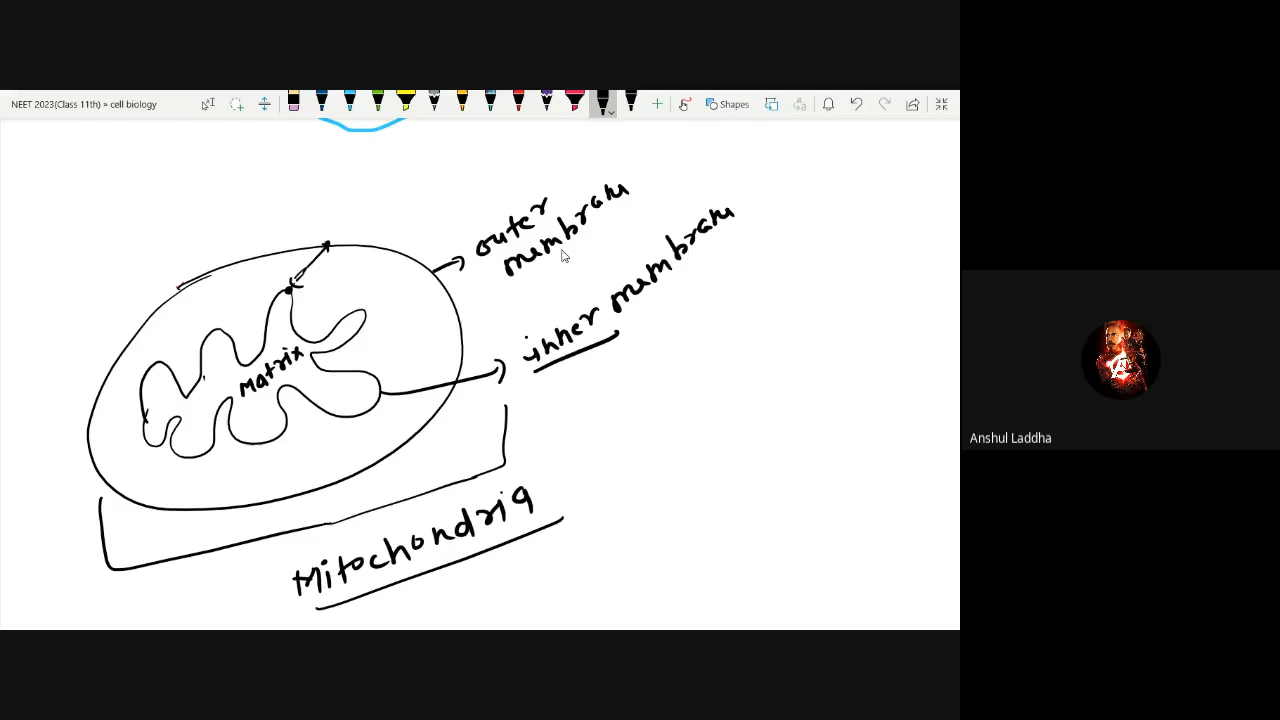 NEET 2023(Class 11th) » cell biology
Shapes
outer
membrane
inner membrane
Matrix
Mitochondria
Anshul Laddha